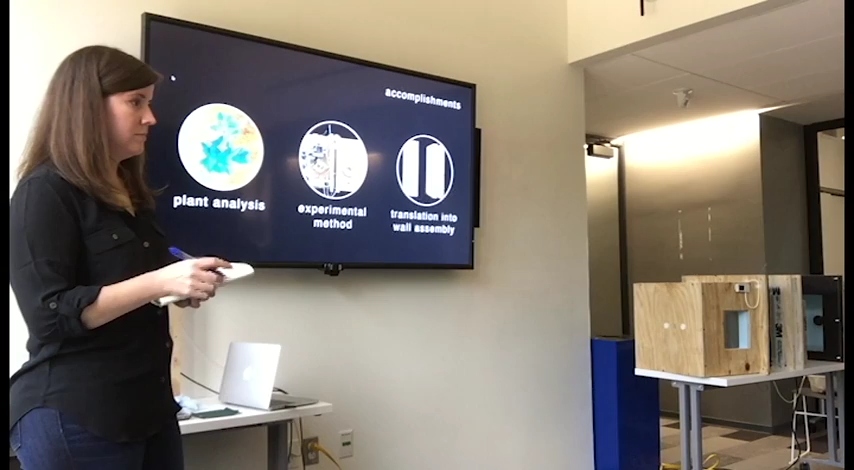 accomplishments
plant analysis
experimental
method
translation into
wall assembly